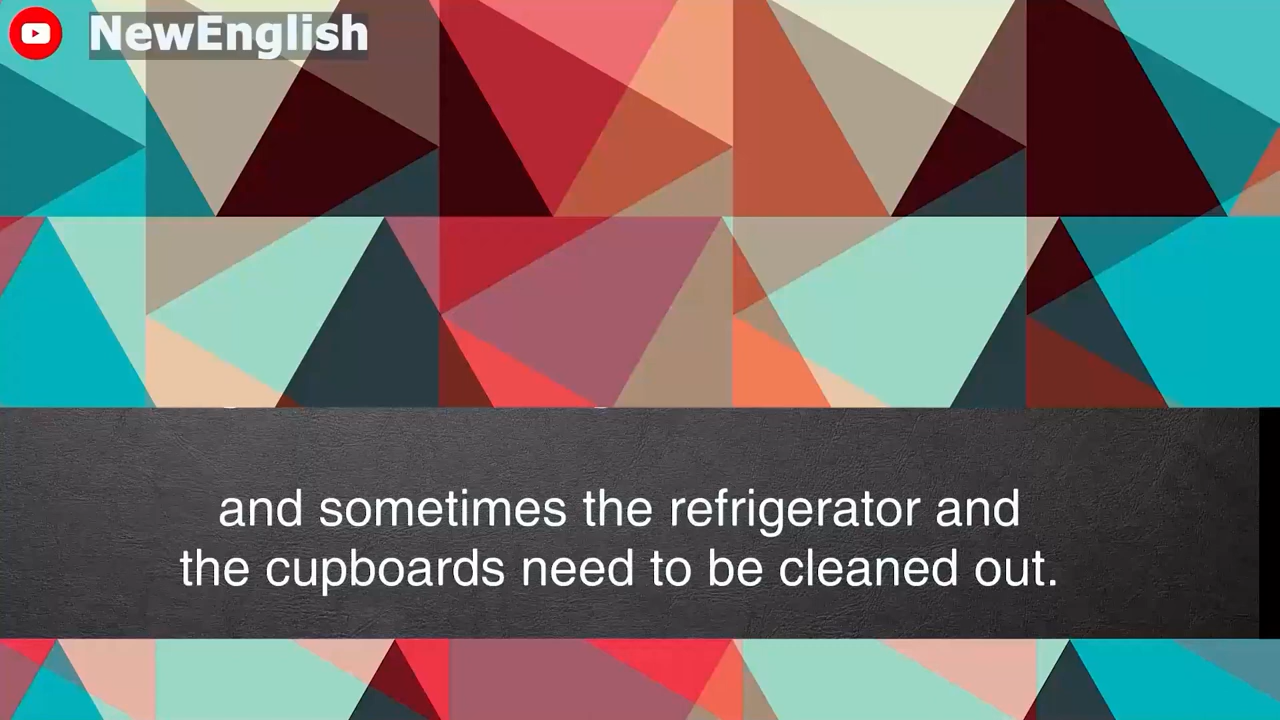 NewEnglish
and sometimes the refrigerator and
the cupboards need to be cleaned out.